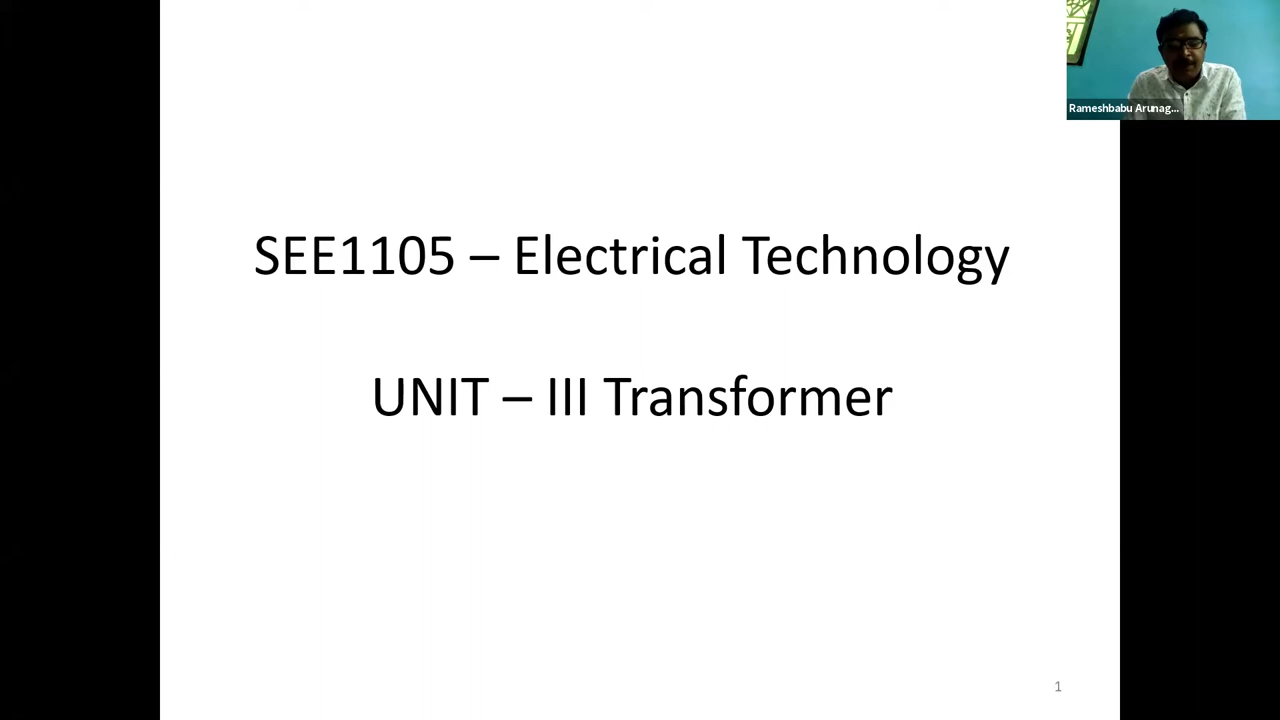 Rameshbabu Arunag...
SEE1105 – Electrical Technology
UNIT – III Transformer
1